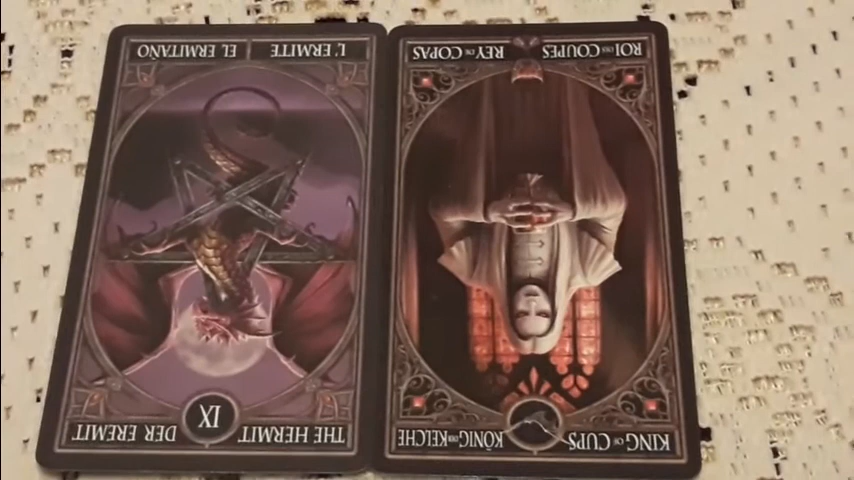 KING OF CUPS KÖNIG DER KELCHE
ROI DES COUPES REY DE COPAS
THE HERMIT IX DER EREMIT
L'ERMITE EL ERMITAÑO